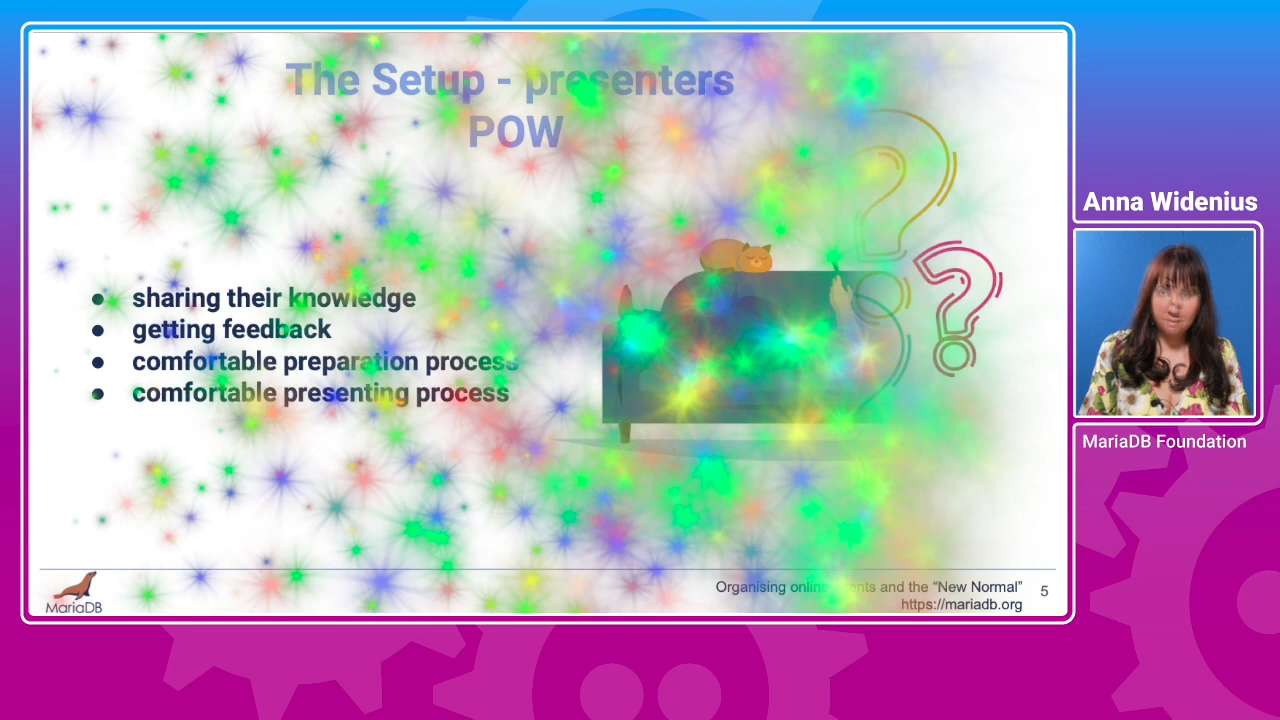 The Setup - presenters
POW
● sharing their knowledge
● getting feedback
● comfortable preparation process
● comfortable presenting process
MariaDB
Organising online events and the “New Normal”
https://mariadb.org
5
Anna Widenius
MariaDB Foundation